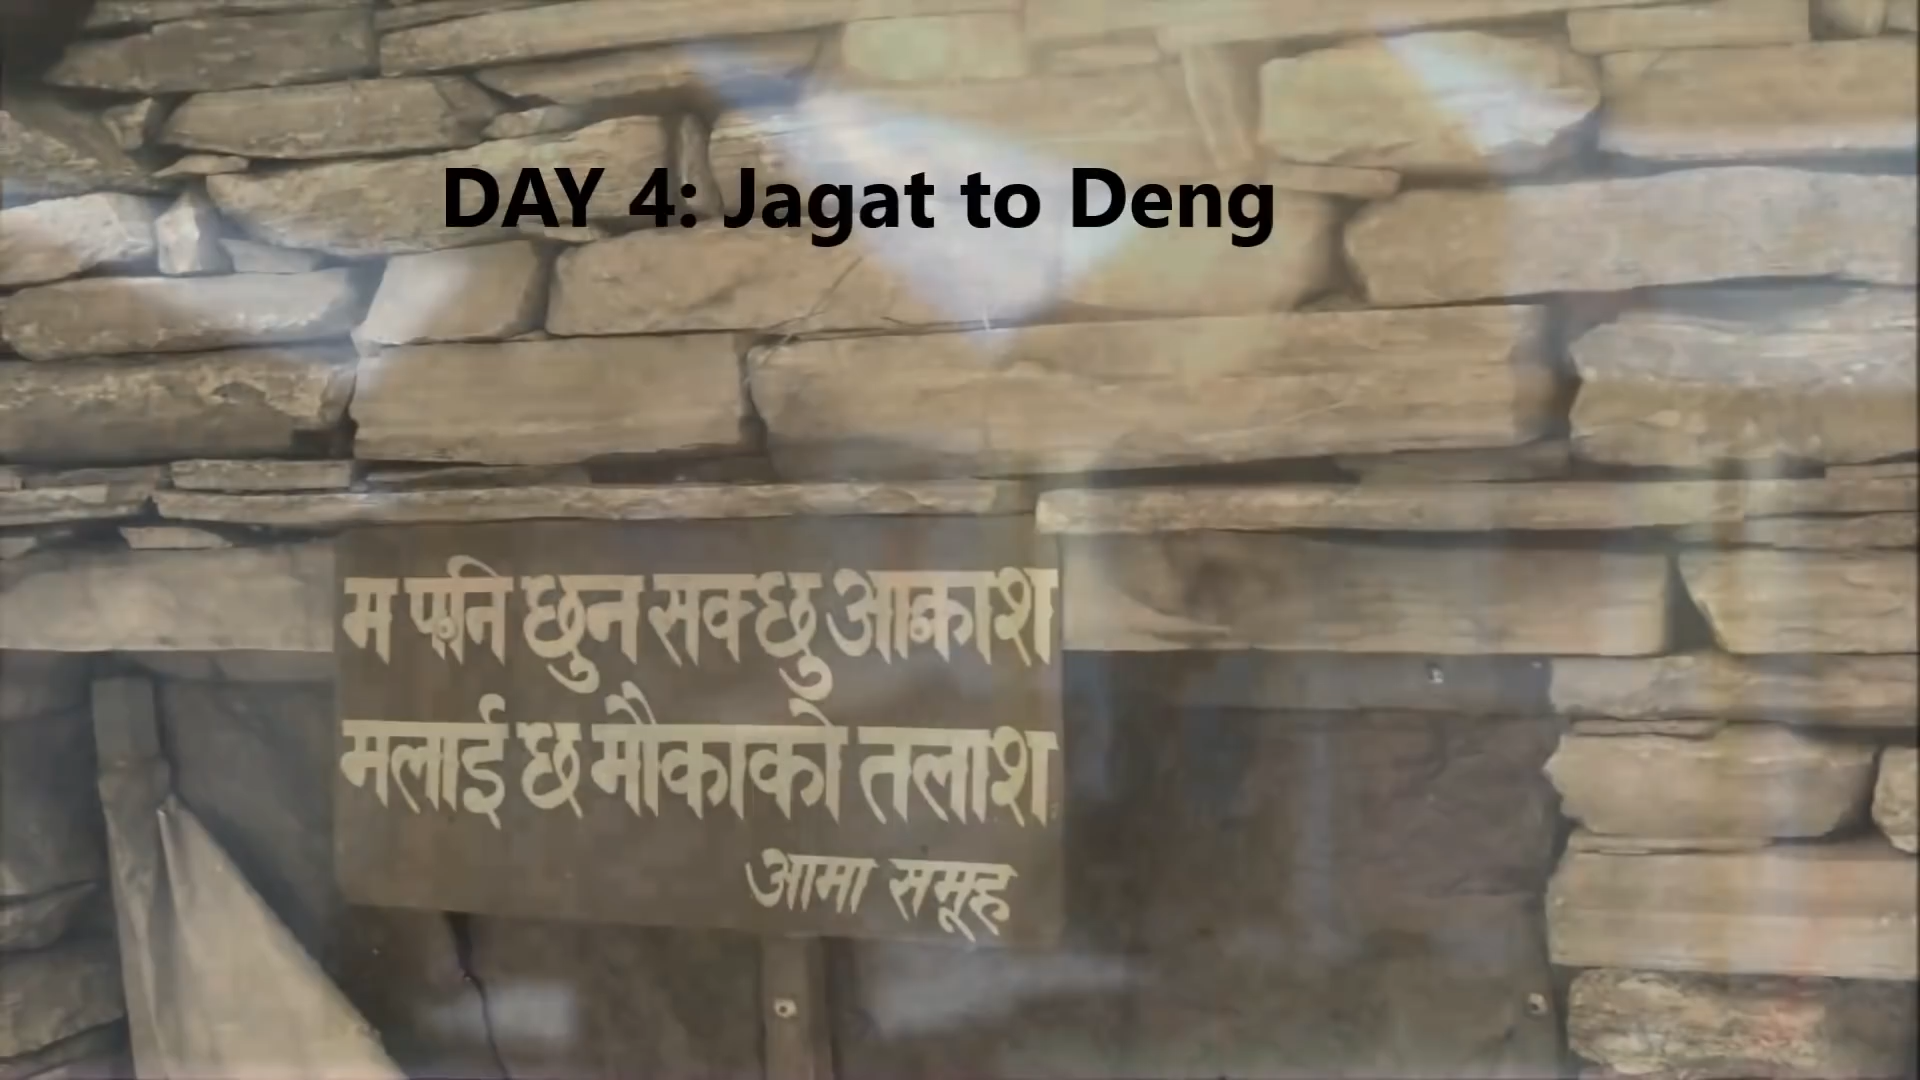 DAY 4: Jagat to Deng
म पनि छुन सक्छु आकाश
मलाई छ मौकाको तलाश
आमा समूह